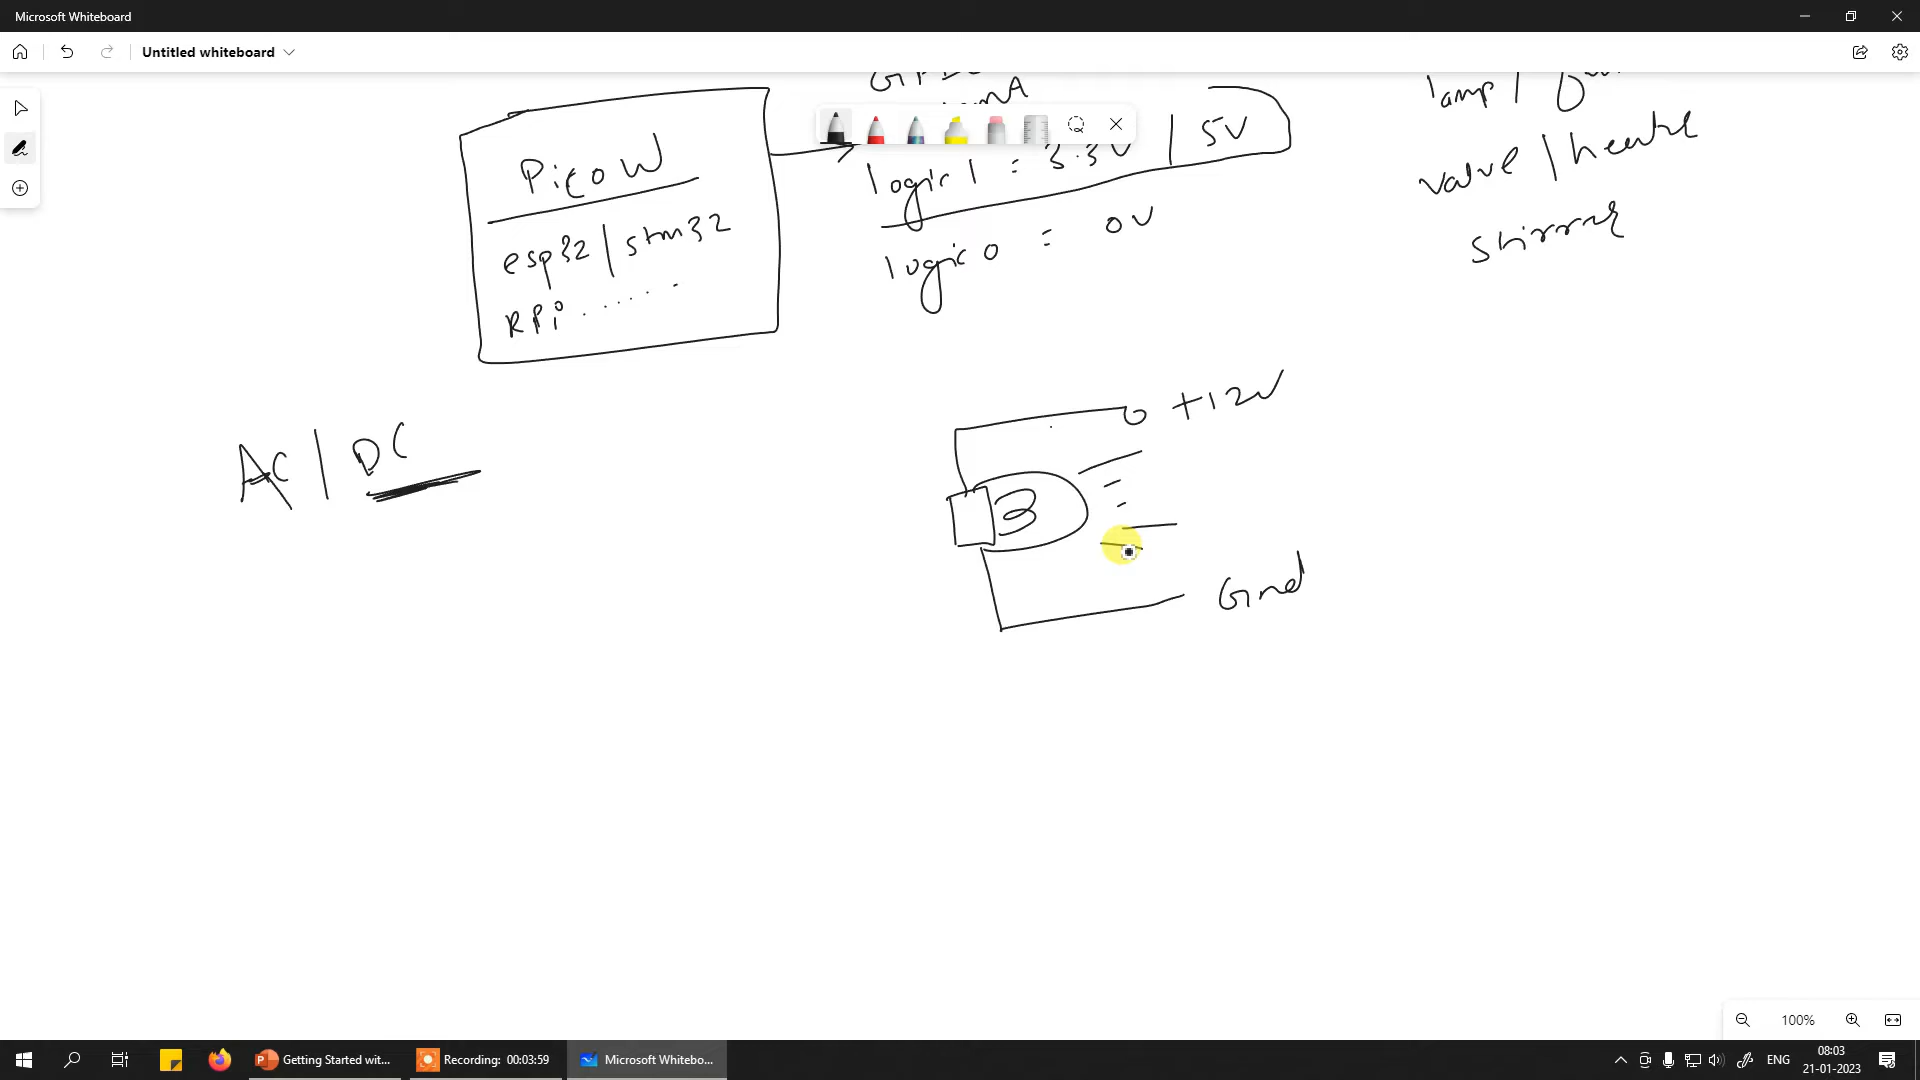 Microsoft Whiteboard
Untitled whiteboard
Pico W
esp32 | stm32
RPi ......
logic 1 : 3.3V | 5V
logic 0 : 0V
lamp |
valve |
AC | DC
+12V
Gnd
100%
Getting Started wit...
Recording: 00:03:59
Microsoft Whitebo...
ENG
08:03
21-01-2023